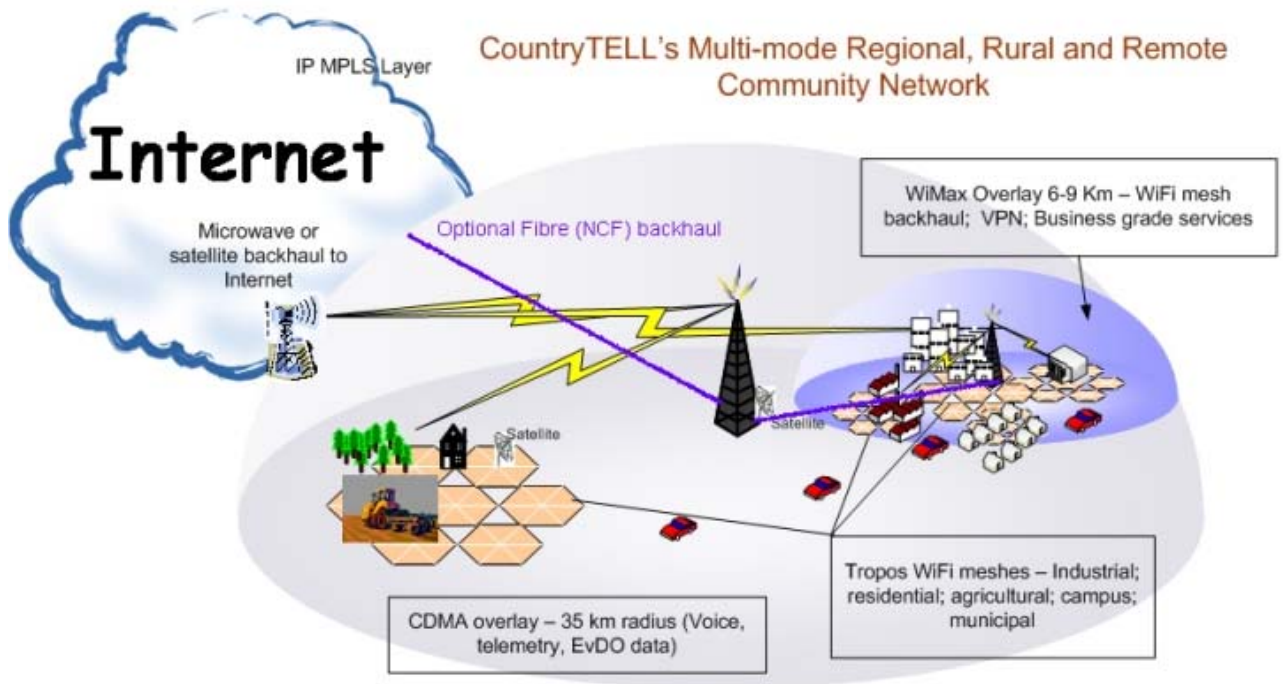 CountryTELL's Multi-mode Regional, Rural and Remote
Community Network
IP MPLS Layer
Internet
Microwave or
satellite backhaul to
Internet
Optional Fibre (NCF) backhaul
WiMax Overlay 6-9 Km – WiFi mesh
backhaul; VPN; Business grade services
Satellite
Satellite
CDMA overlay – 35 km radius (Voice,
telemetry, EvDO data)
Tropos WiFi meshes – Industrial;
residential; agricultural; campus;
municipal